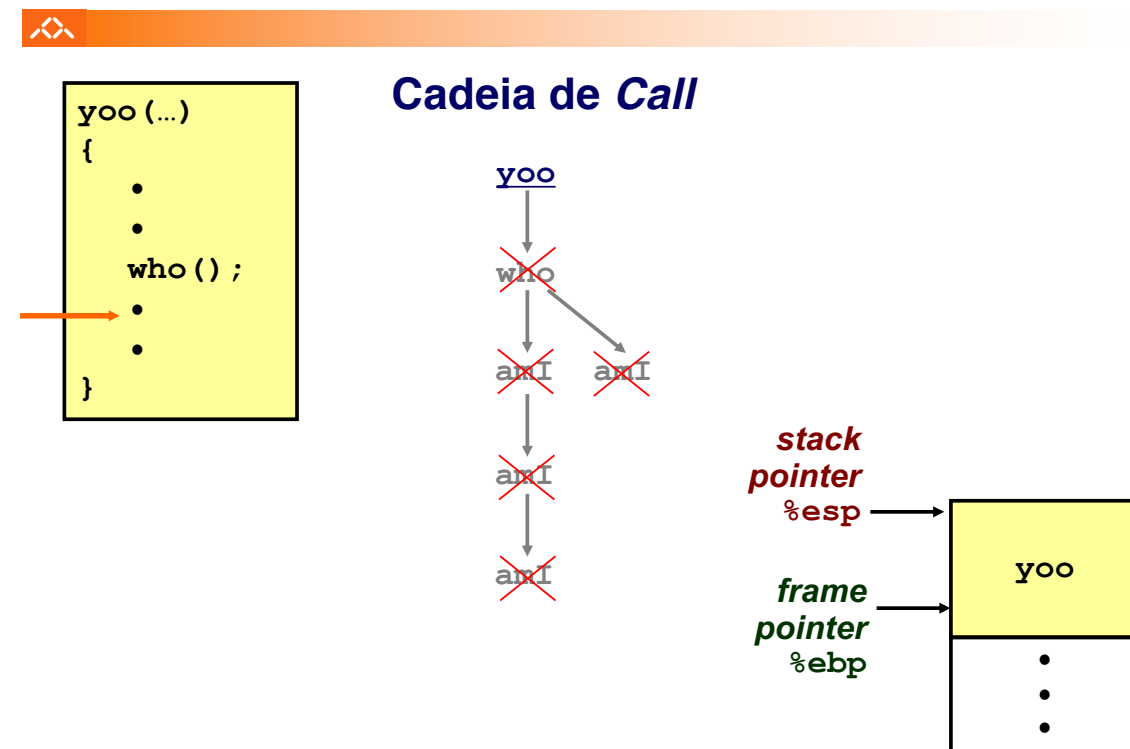 Cadeia de Call
yoo(…)
{
•
•
who();
•
•
}
yoo
who
amI amI
amI
amI
stack
pointer
%esp
frame
pointer
%ebp
yoo
•
•
•